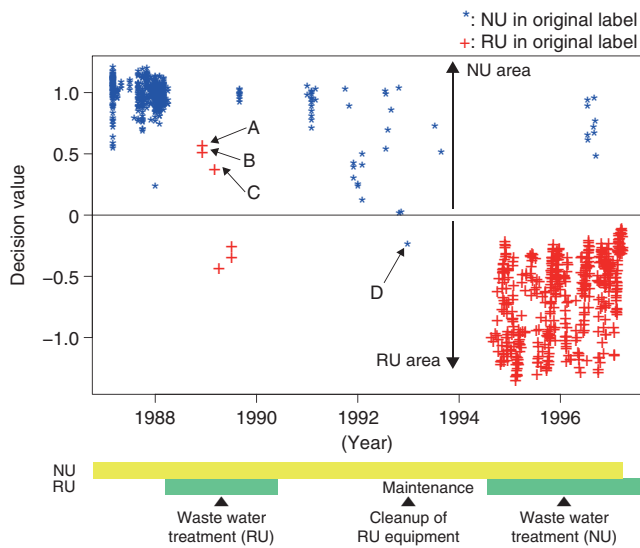 *: NU in original label
+: RU in original label
NU area
1.0
A
B
0.5
C
0
Decision value
D
−0.5
−1.0
RU area
1988 1990 1992 1994 1996
(Year)
NU
RU Maintenance
Waste water Cleanup of Waste water
treatment (RU) RU equipment treatment (NU)